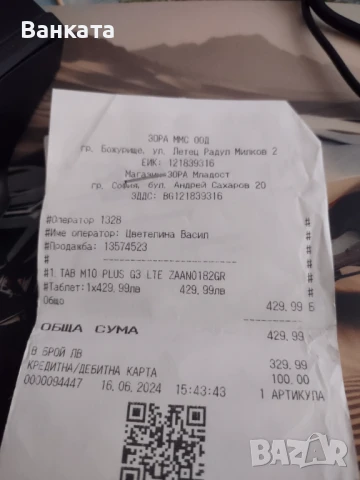 Банката
ЗОРА ММС ООД
гр. Божурище, ул. Летец Радул Милков 2
ЕИК: 121839316
Магазин ЗОРА Младост
гр. София, бул. Андрей Сахаров 20
ЗДДС: BG121839316
#Оператор 1328 #
#Име оператор: Цветелина Васил #
#Продажба: 13574523 #
# --------------------- #
#1. TAB M10 PLUS G3 LTE ZAAN0182GR #
#Таблет: 1x429.99лв 429.99лв #
Общо 429.99 Б
ОБЩА СУМА 429.99
В БРОЙ ЛВ 329.99
КРЕДИТНА/ДЕБИТНА КАРТА 100.00
0000094447 16.06.2024 15:43:43 1 АРТИКУЛА
bazar